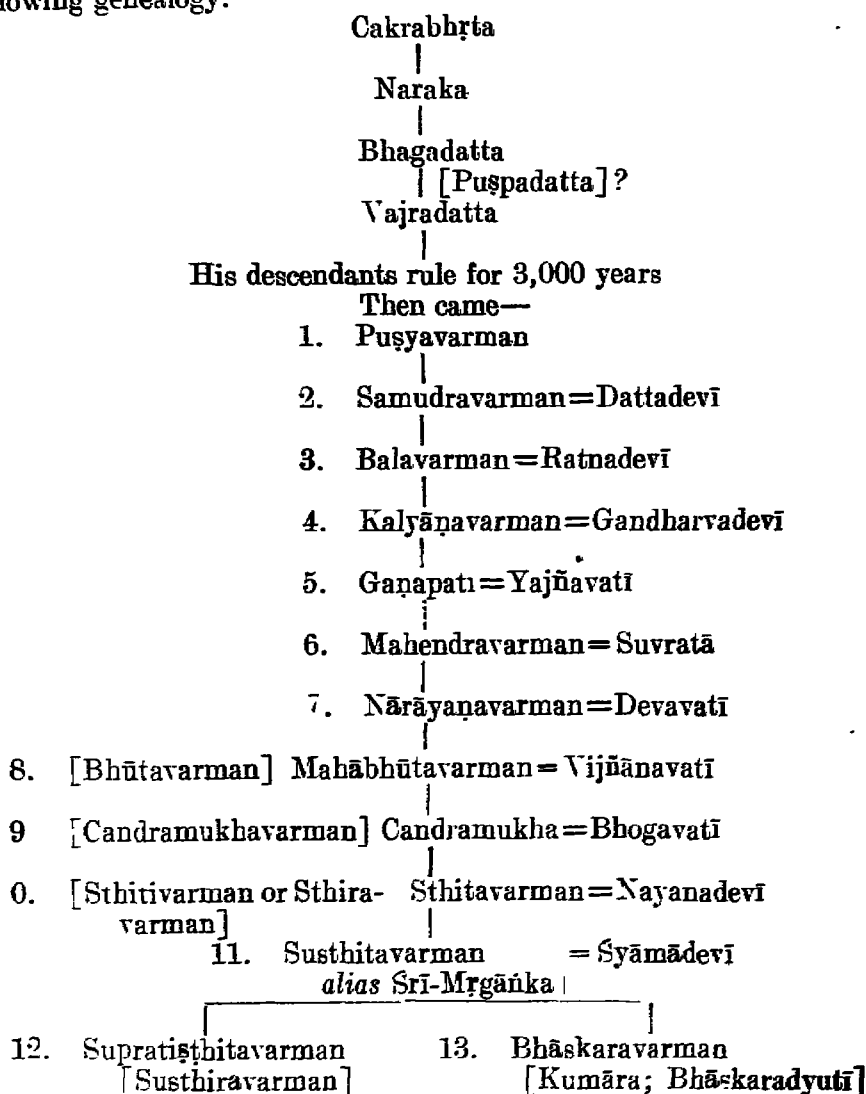 lowing genealogy:
Cakrabhṛta
Naraka
Bhagadatta
[Puṣpadatta]?
Vajradatta
His descendants rule for 3,000 years
Then came—
1. Puṣyavarman
2. Samudravarman=Dattadevī
3. Balavarman=Ratnadevī
4. Kalyāṇavarman=Gandharvadevī
5. Gaṇapati=Yajñavatī
6. Mahendravarman=Suvratā
7. Nārāyaṇavarman=Devavatī
8. [Bhūtavarman] Mahābhūtavarman=Vijñānavatī
9 [Candramukhavarman] Candramukha=Bhogavatī
0. [Sthitivarman or Sthira- Sthitavarman=Nayanadevī
varman]
11. Susthitavarman =Śyāmādevī
alias Śrī-Mṛgāṅka
12. Supratiṣṭhitavarman 13. Bhāskaravarman
[Susthiravarman] [Kumāra; Bhāskaradyutī]